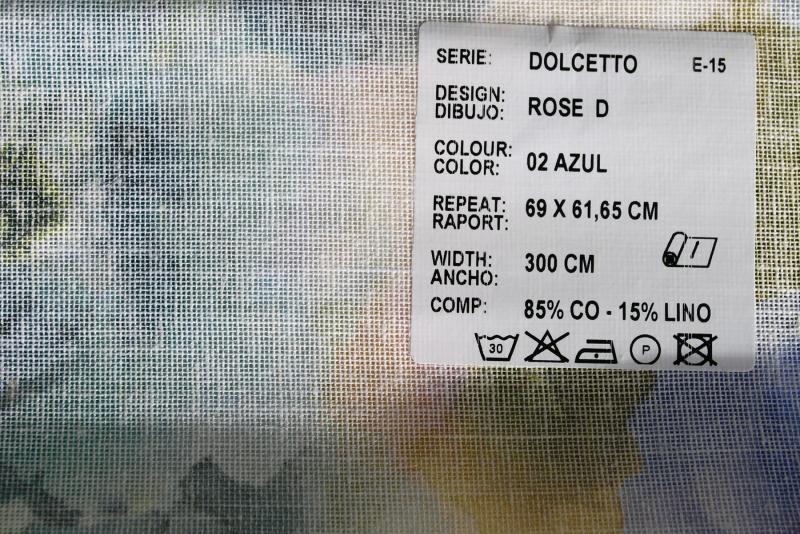 SERIE: DOLCETTO E-15
DESIGN: 
DIBUJO: ROSE D
COLOUR:
COLOR: 02 AZUL
REPEAT:
RAPORT: 69 X 61,65 CM
WIDTH:
ANCHO: 300 CM
COMP: 85% CO - 15% LINO
30 P